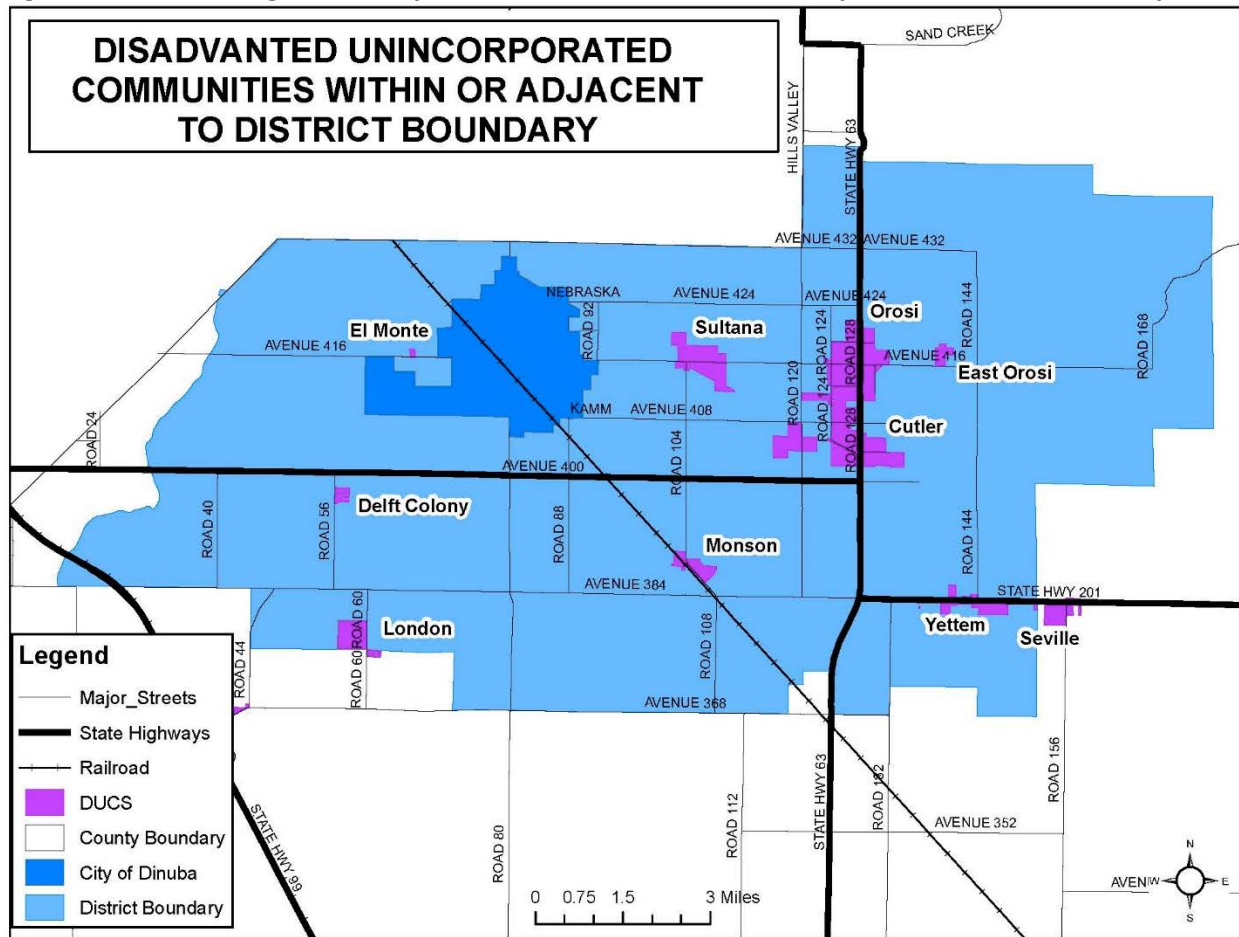 DISADVANTED UNINCORPORATED
COMMUNITIES WITHIN OR ADJACENT
TO DISTRICT BOUNDARY
SAND CREEK
HILLS VALLEY
STATE HWY 63
AVENUE 432
AVENUE 432
NEBRASKA
AVENUE 424
AVENUE 424
ROAD 144
ROAD 168
ROAD 92
Orosi
El Monte
Sultana
ROAD 124
ROAD 128
AVENUE 416
AVENUE 416
East Orosi
ROAD 120
ROAD 124
KAMM
AVENUE 408
Cutler
ROAD 128
ROAD 24
ROAD 104
AVENUE 400
Delft Colony
ROAD 40
ROAD 56
ROAD 88
Monson
ROAD 144
AVENUE 384
STATE HWY 201
Yettem
Seville
London
ROAD 60
ROAD 108
ROAD 44
ROAD 60
AVENUE 368
ROAD 156
STATE HWY 63
ROAD 112
AVENUE 352
ROAD 80
STATE HWY 99
Legend
Major_Streets
State Highways
Railroad
DUCS
County Boundary
City of Dinuba
District Boundary
0 0.75 1.5 3 Miles
N
W E
S